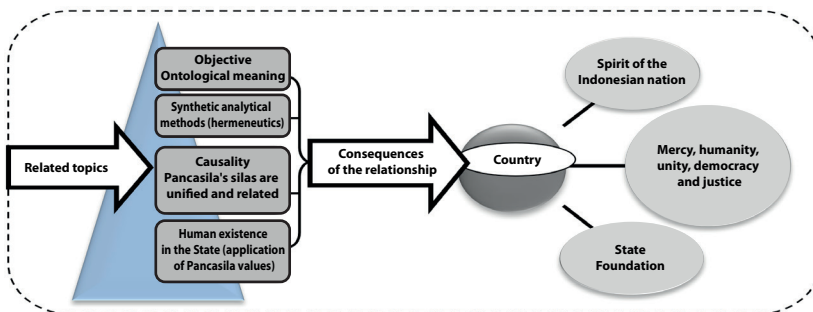 Related topics
Objective
Ontological meaning
Synthetic analytical
methods (hermeneutics)
Causality
Pancasila's silas are
unified and related
Human existence
in the State (application
of Pancasila values)
Consequences
of the relationship
Country
Spirit of the
Indonesian nation
Mercy, humanity,
unity, democracy
and justice
State
Foundation